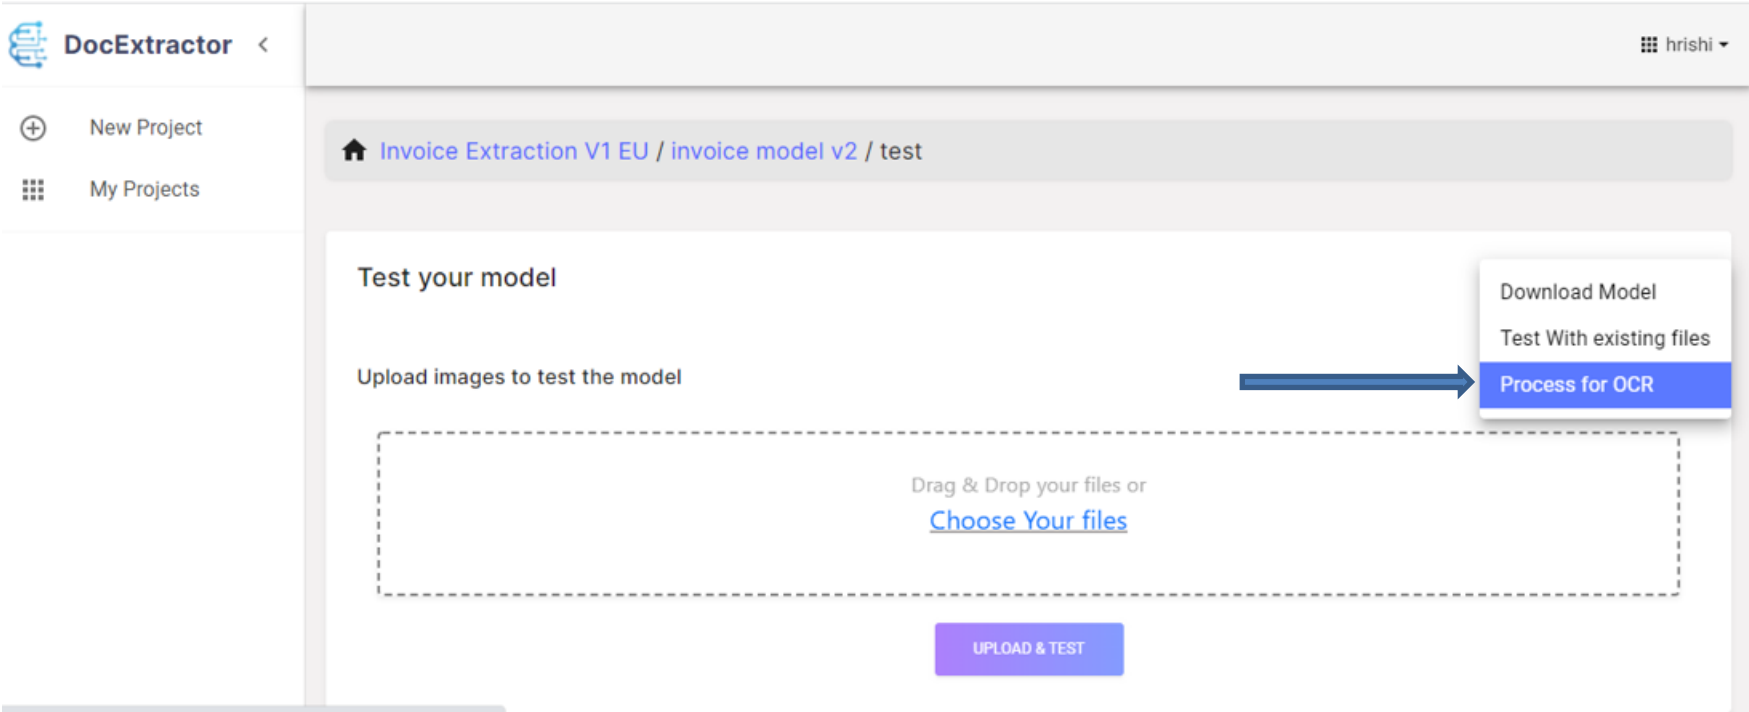 DocExtractor
hrishi
New Project
My Projects
Invoice Extraction V1 EU / invoice model v2 / test
Test your model
Download Model
Test With existing files
Process for OCR
Upload images to test the model
Drag & Drop your files or
Choose Your files
UPLOAD & TEST